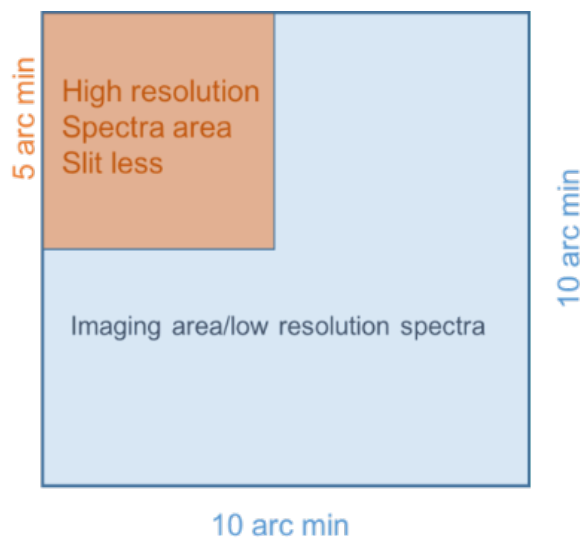 5 arc min
High resolution
Spectra area
Slit less
10 arc min
Imaging area/low resolution spectra
10 arc min